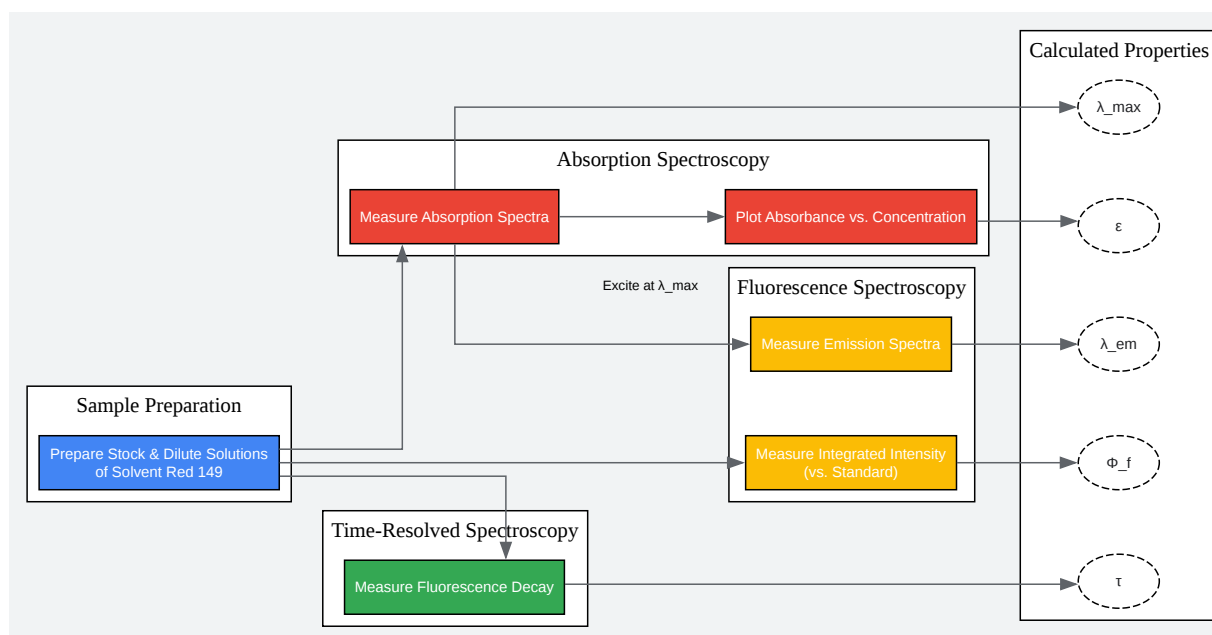 Calculated Properties
λ_max
Absorption Spectroscopy
Measure Absorption Spectra
Plot Absorbance vs. Concentration
ε
Excite at λ_max
Fluorescence Spectroscopy
Measure Emission Spectra
λ_em
Sample Preparation
Prepare Stock & Dilute Solutions
of Solvent Red 149
Measure Integrated Intensity
(vs. Standard)
Φ_f
Time-Resolved Spectroscopy
Measure Fluorescence Decay
τ